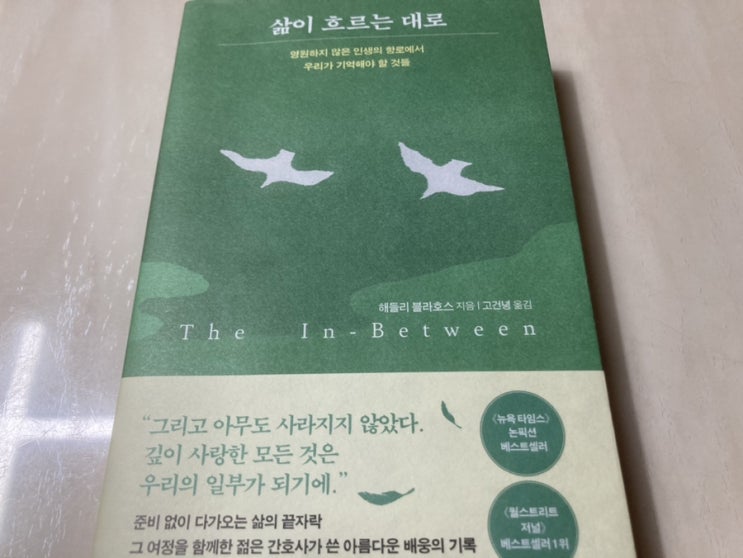 삶이 흐르는 대로
영원하지 않은 인생의 항로에서
우리가 기억해야 할 것들
해들리 블라호스 지음 | 고건녕 옮김
The In-Between
“그리고 아무도 사라지지 않았다.
깊이 사랑한 모든 것은
우리의 일부가 되기에.”
《뉴욕 타임스》
논픽션
베스트셀러
준비 없이 다가오는 삶의 끝자락
그 여정을 함께한 젊은 간호사가 쓴 아름다운 배웅의 기록
《월스트리트
저널》
베스트셀러 1위